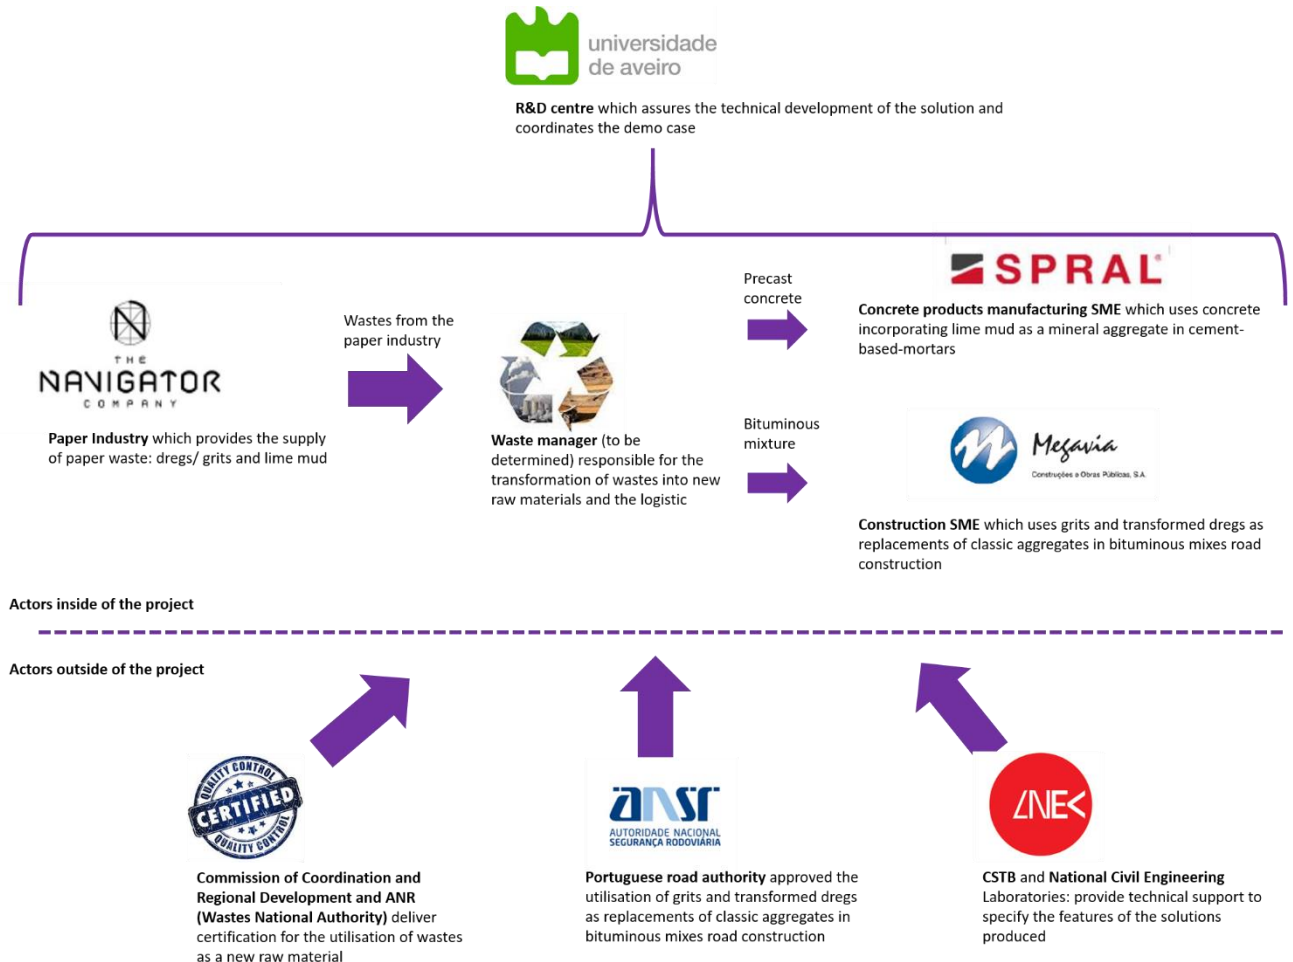 universidade
de aveiro
R&D centre which assures the technical development of the solution and
coordinates the demo case
THE
NAVIGATOR
COMPANY
Paper Industry which provides the supply
of paper waste: dregs/ grits and lime mud
Wastes from the
paper industry
Waste manager (to be
determined) responsible for the
transformation of wastes into new
raw materials and the logistic
Precast
concrete
SPRAL®
Concrete products manufacturing SME which uses concrete
incorporating lime mud as a mineral aggregate in cement-
based-mortars
Bituminous
mixture
Megavia
Construções e Obras Públicas, S.A.
Construction SME which uses grits and transformed dregs as
replacements of classic aggregates in bituminous mixes road
construction
Actors inside of the project
Actors outside of the project
QUALITY CONTROL
CERTIFIED
QUALITY CONTROL
Commission of Coordination and
Regional Development and ANR
(Wastes National Authority) deliver
certification for the utilisation of wastes
as a new raw material
ansr
AUTORIDADE NACIONAL
SEGURANÇA RODOVIÁRIA
Portuguese road authority approved the
utilisation of grits and transformed dregs
as replacements of classic aggregates in
bituminous mixes road construction
LNEC
CSTB and National Civil Engineering
Laboratories: provide technical support to
specify the features of the solutions
produced